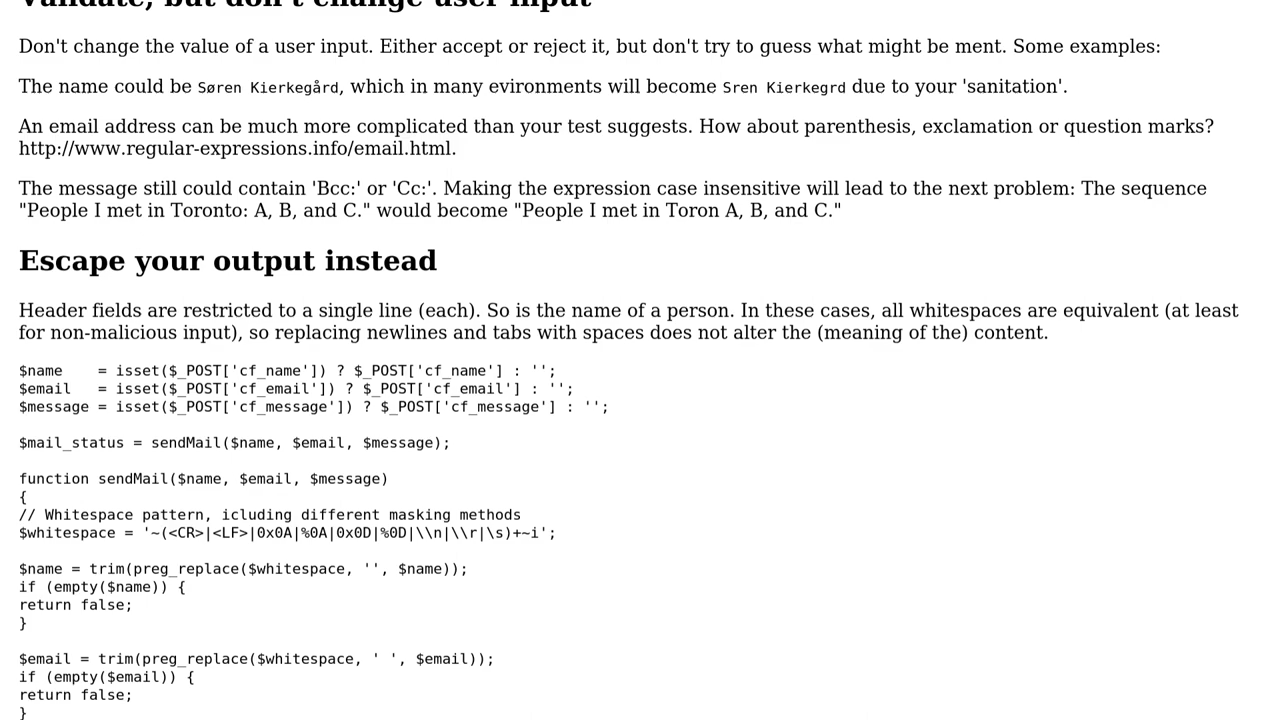 Validate, but don't change user input
Don't change the value of a user input. Either accept or reject it, but don't try to guess what might be ment. Some examples:
The name could be Søren Kierkegård, which in many evironments will become Sren Kierkegrd due to your 'sanitation'.
An email address can be much more complicated than your test suggests. How about parenthesis, exclamation or question marks?
http://www.regular-expressions.info/email.html.
The message still could contain 'Bcc:' or 'Cc:'. Making the expression case insensitive will lead to the next problem: The sequence
"People I met in Toronto: A, B, and C." would become "People I met in Toron A, B, and C."
Escape your output instead
Header fields are restricted to a single line (each). So is the name of a person. In these cases, all whitespaces are equivalent (at least
for non-malicious input), so replacing newlines and tabs with spaces does not alter the (meaning of the) content.
$name    = isset($_POST['cf_name']) ? $_POST['cf_name'] : '';
$email   = isset($_POST['cf_email']) ? $_POST['cf_email'] : '';
$message = isset($_POST['cf_message']) ? $_POST['cf_message'] : '';
$mail_status = sendMail($name, $email, $message);
function sendMail($name, $email, $message)
{
// Whitespace pattern, icluding different masking methods
$whitespace = '~(<CR>|<LF>|0x0A|%0A|0x0D|%0D|\\n|\\r|\s)+~i';
$name = trim(preg_replace($whitespace, '', $name));
if (empty($name)) {
return false;
}
$email = trim(preg_replace($whitespace, ' ', $email));
if (empty($email)) {
return false;
}